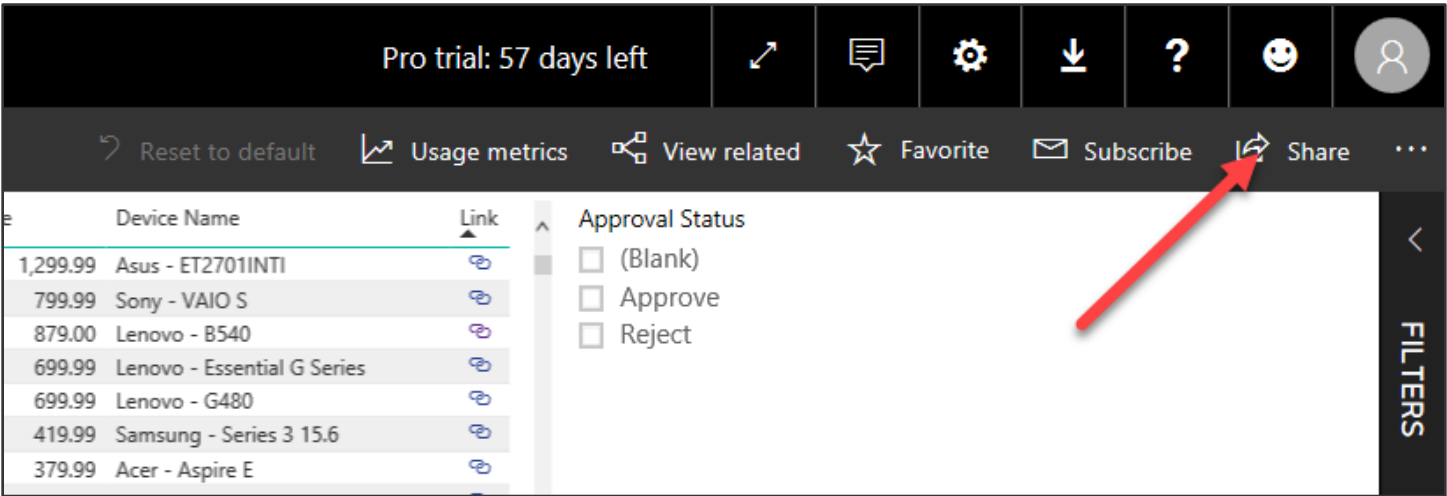 Pro trial: 57 days left ?
Reset to default Usage metrics View related Favorite Subscribe Share ...
e Device Name Link
Approval Status
1,299.99 Asus - ET2701INTI
(Blank)
799.99 Sony - VAIO S
Approve
879.00 Lenovo - B540
Reject
699.99 Lenovo - Essential G Series
699.99 Lenovo - G480
419.99 Samsung - Series 3 15.6
379.99 Acer - Aspire E
FILTERS